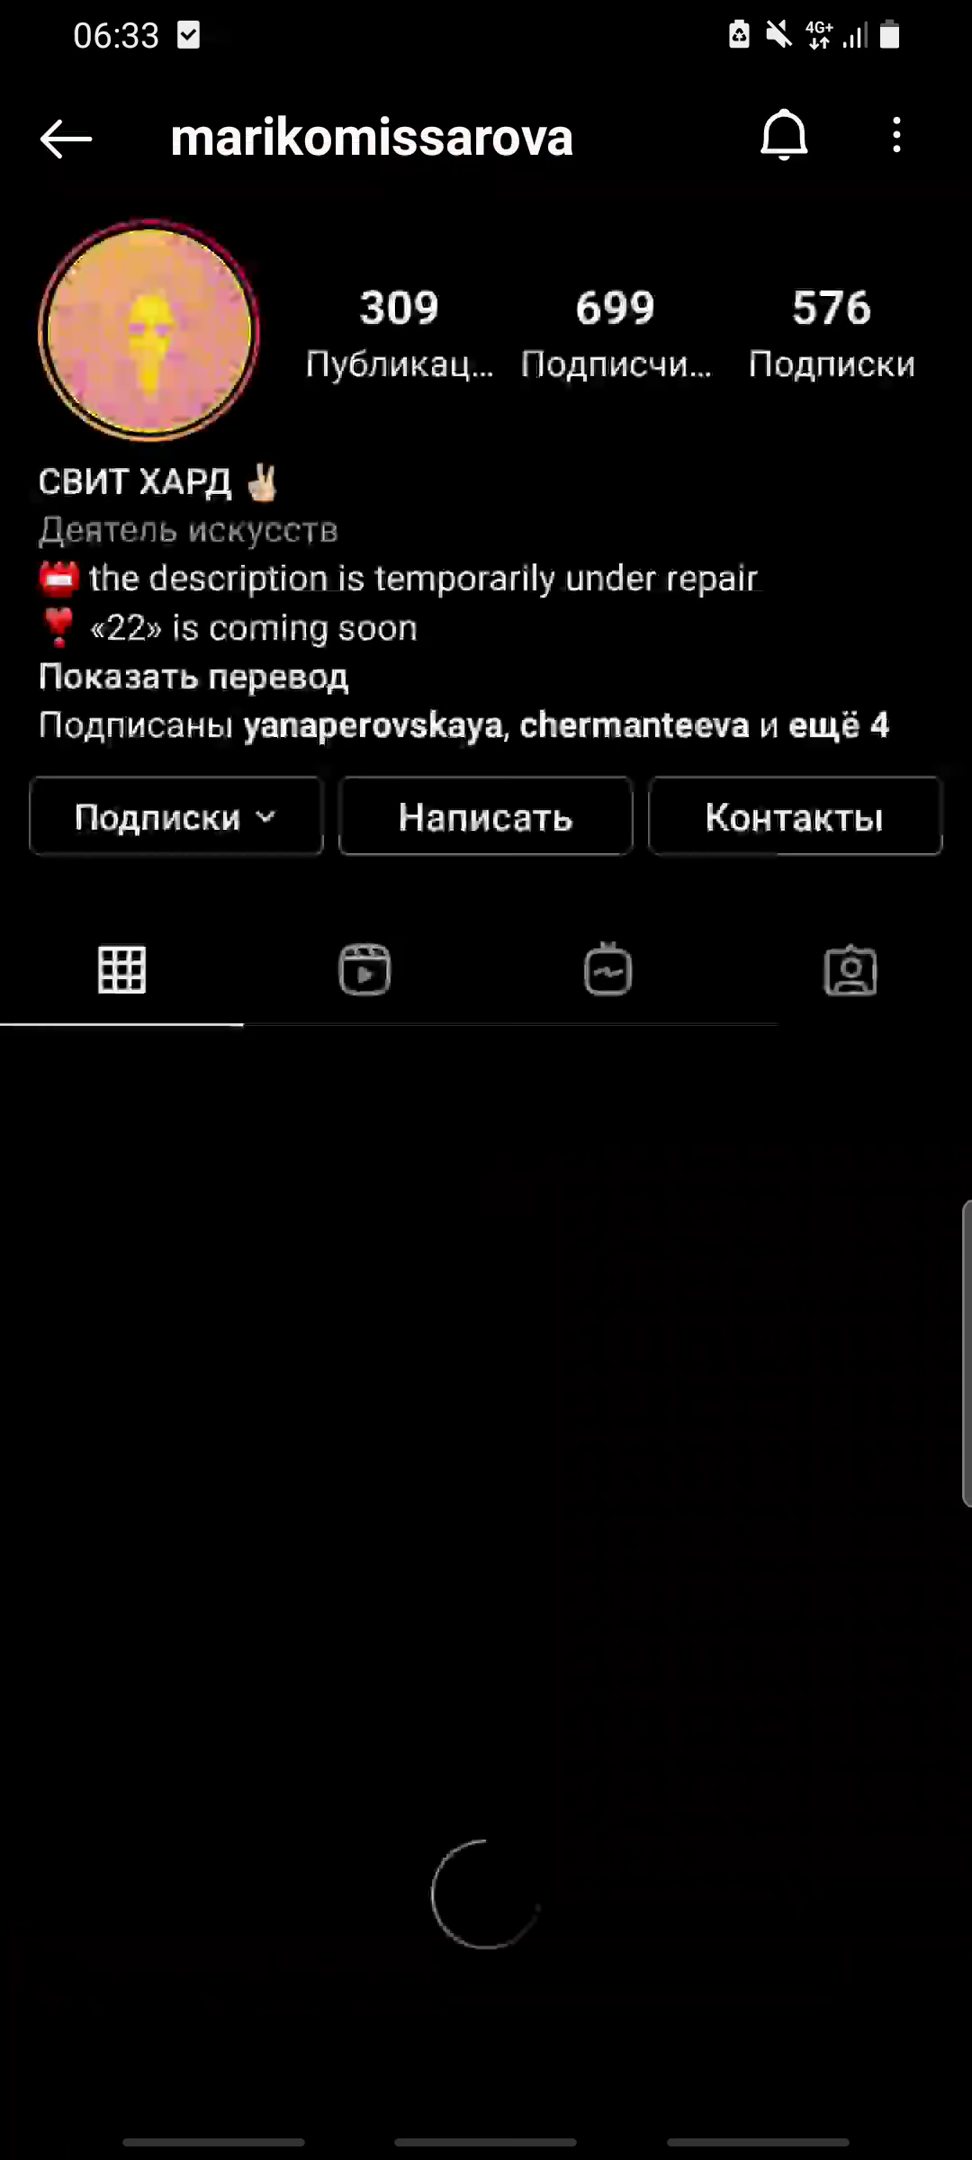 06:33
4G+
marikomissarova
309 699 576
Публикац... Подписчи... Подписки
СВИТ ХАРД ✌🏻
Деятель искусств
📛 the description is temporarily under repair
❣️ «22» is coming soon
Показать перевод
Подписаны yanaperovskaya, chermanteeva и ещё 4
Подписки Написать Контакты